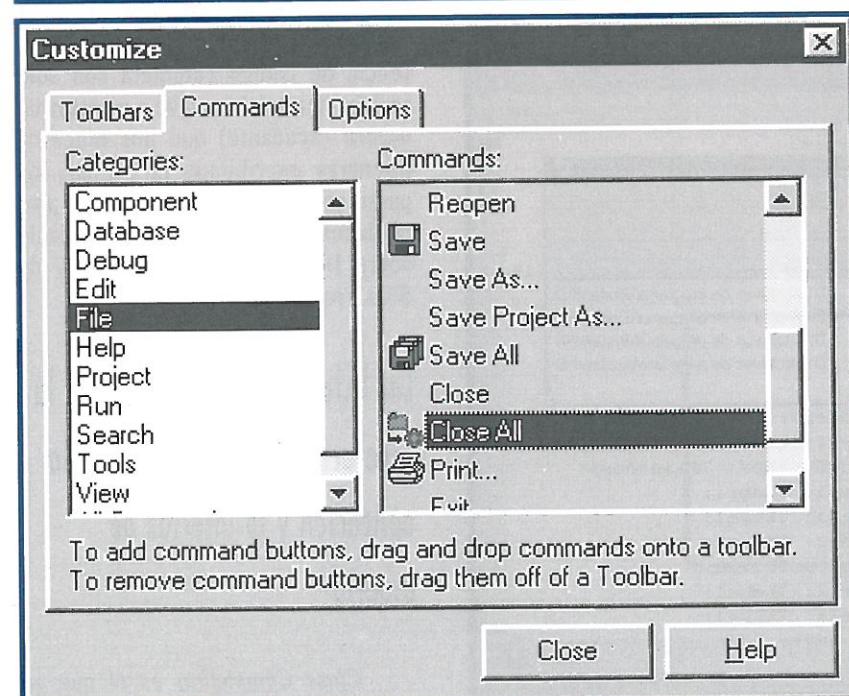 Customize
Toolbars Commands Options
Categories:
Component
Database
Debug
Edit
File
Help
Project
Run
Search
Tools
View
Commands:
Reopen
Save
Save As...
Save Project As...
Save All
Close
Close All
Print...
Exit
To add command buttons, drag and drop commands onto a toolbar.
To remove command buttons, drag them off of a Toolbar.
Close Help